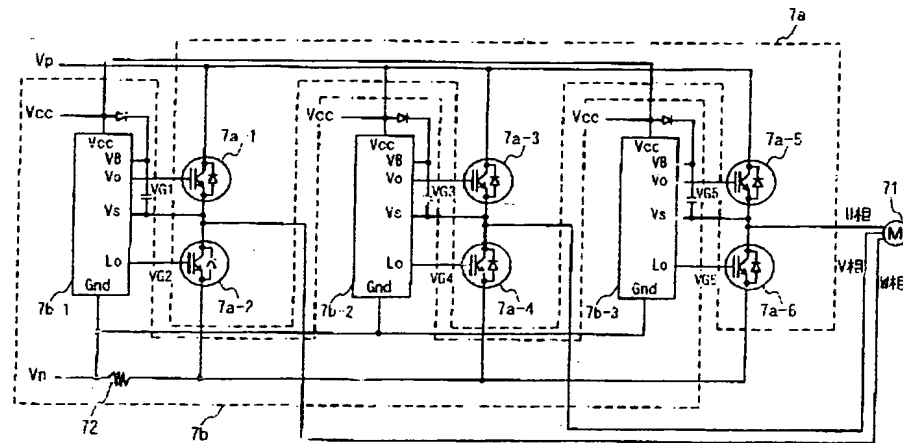 7a
Vp
Vcc
Vcc
VB
Vo
Vs
Lo
Gnd
VG1
VG2
7b-1
7a-1
7a-2
Vcc
Vcc
VB
Vo
Vs
Lo
Gnd
VG3
VG4
7b-2
7a-3
7a-4
Vcc
Vcc
VB
Vo
Vs
Lo
Gnd
VG5
VG5
7b-3
7a-5
7a-6
71
M
U相
V相
W相
Vn
72
7b